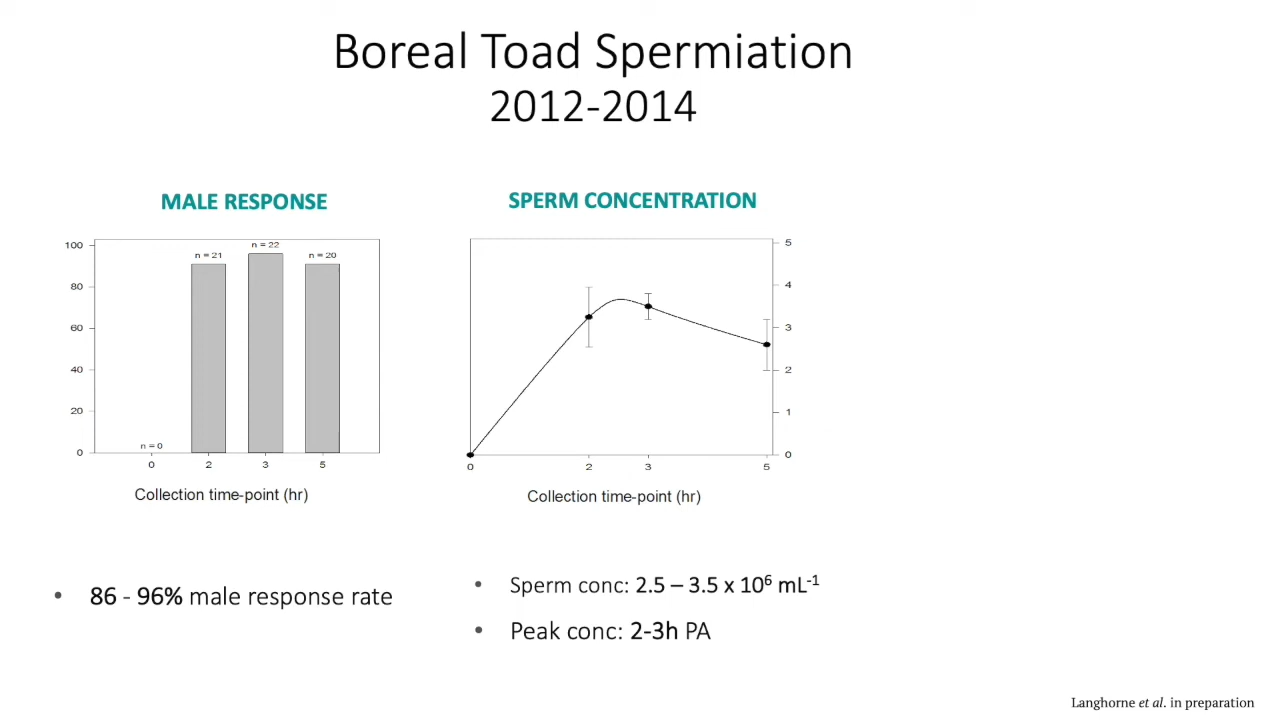 Boreal Toad Spermiation
2012-2014
MALE RESPONSE
100
80
60
40
20
0
n = 0
n = 21
n = 22
n = 20
0 2 3 5
Collection time-point (hr)
SPERM CONCENTRATION
5
4
3
2
1
0
0 2 3 5
Collection time-point (hr)
• 86 - 96% male response rate
• Sperm conc: 2.5 – 3.5 x 10⁶ mL⁻¹
• Peak conc: 2-3h PA
Langhorne et al. in preparation